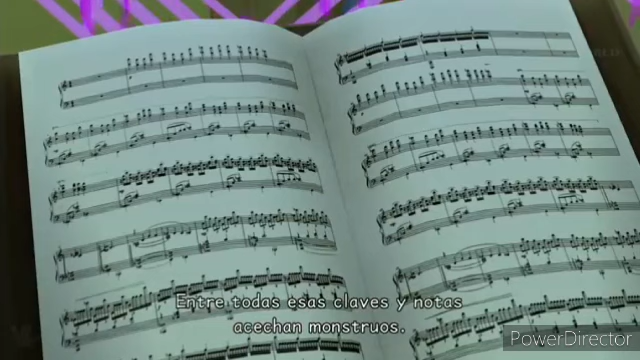 Entre todas esas claves y notas
acechan monstruos.
PowerDirector